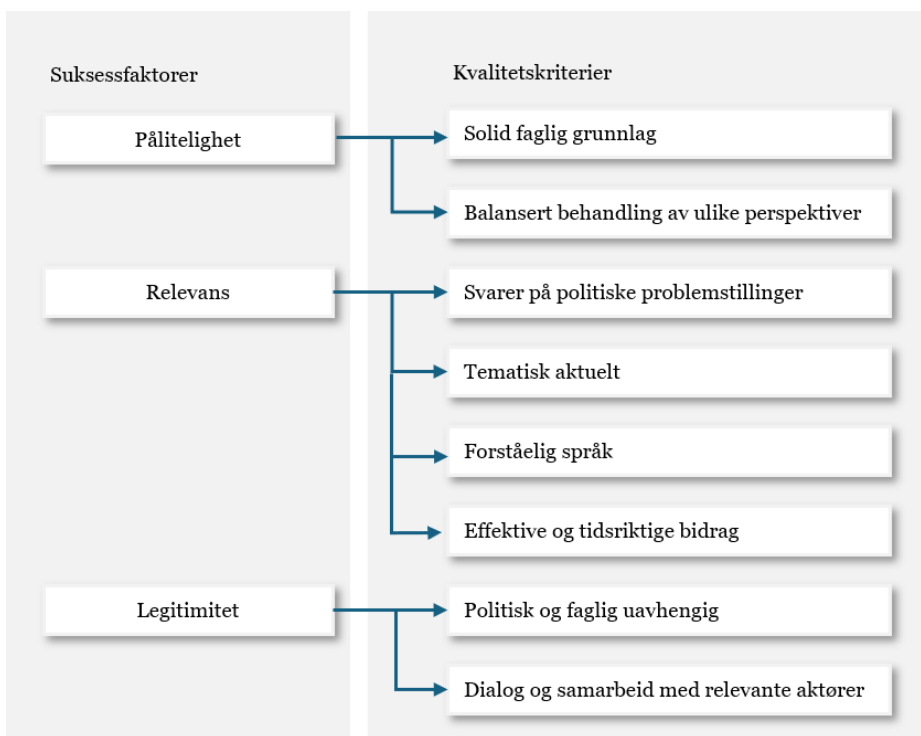 Suksessfaktorer
Kvalitetskriterier
Pålitelighet
Solid faglig grunnlag
Balansert behandling av ulike perspektiver
Relevans
Svarer på politiske problemstillinger
Tematisk aktuelt
Forståelig språk
Effektive og tidsriktige bidrag
Legitimitet
Politisk og faglig uavhengig
Dialog og samarbeid med relevante aktører